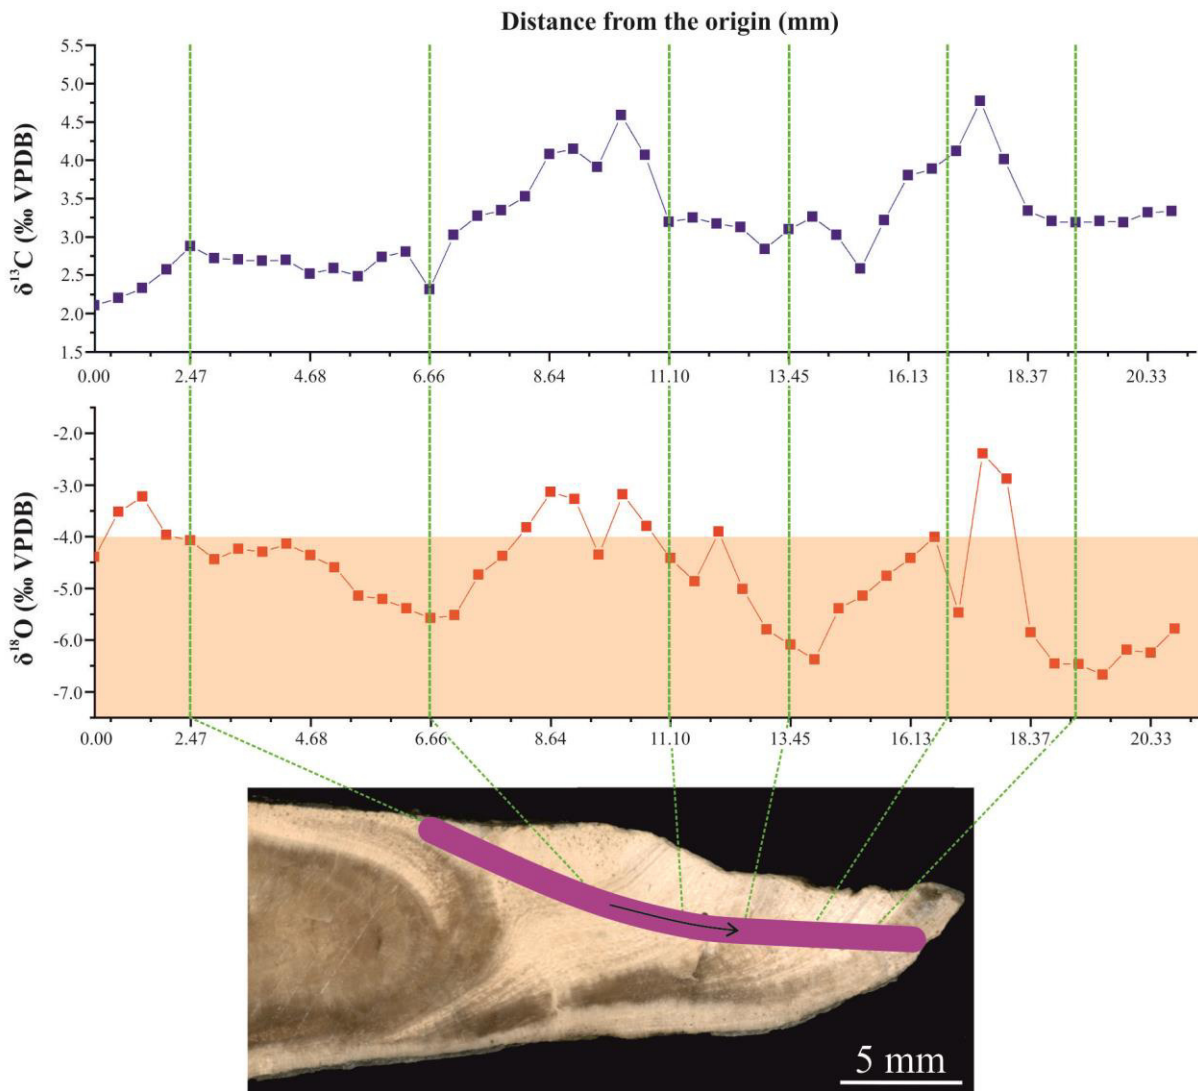 Distance from the origin (mm)
δ¹³C (‰ VPDB)
5.5
5.0
4.5
4.0
3.5
3.0
2.5
2.0
1.5
0.00 2.47 4.68 6.66 8.64 11.10 13.45 16.13 18.37 20.33
δ¹⁸O (‰ VPDB)
-2.0
-3.0
-4.0
-5.0
-6.0
-7.0
0.00 2.47 4.68 6.66 8.64 11.10 13.45 16.13 18.37 20.33
5 mm